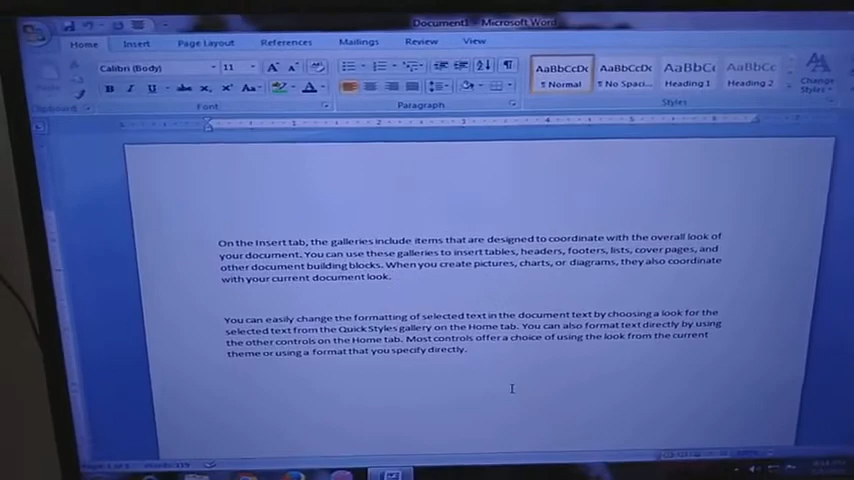 Document1 - Microsoft Word
Home Insert Page Layout References Mailings Review View
Calibri (Body) 11
AaBbCcDc AaBbCcDc AaBbC AaBbCc
¶ Normal ¶ No Spaci... Heading 1 Heading 2 Change Styles
Clipboard Font Paragraph Styles
On the Insert tab, the galleries include items that are designed to coordinate with the overall look of
your document. You can use these galleries to insert tables, headers, footers, lists, cover pages, and
other document building blocks. When you create pictures, charts, or diagrams, they also coordinate
with your current document look.
You can easily change the formatting of selected text in the document text by choosing a look for the
selected text from the Quick Styles gallery on the Home tab. You can also format text directly by using
the other controls on the Home tab. Most controls offer a choice of using the look from the current
theme or using a format that you specify directly.